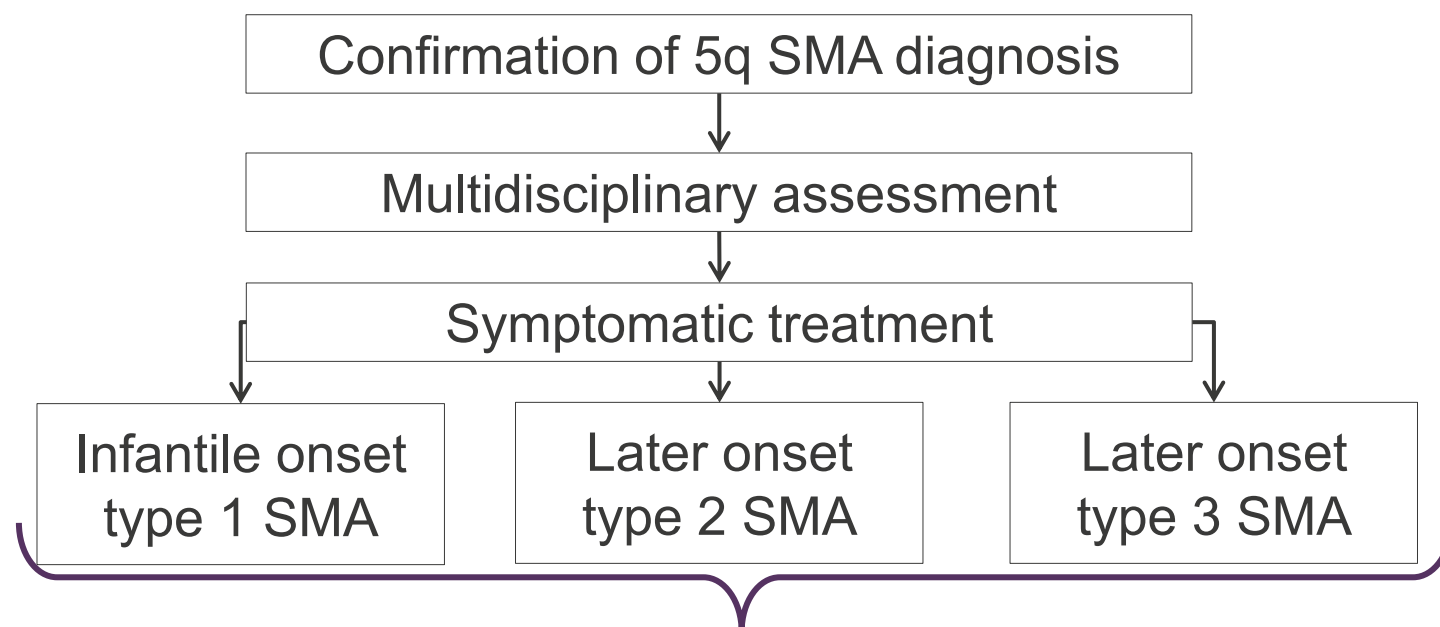 Confirmation of 5q SMA diagnosis
Multidisciplinary assessment
Symptomatic treatment
Infantile onset
type 1 SMA
Later onset
type 2 SMA
Later onset
type 3 SMA